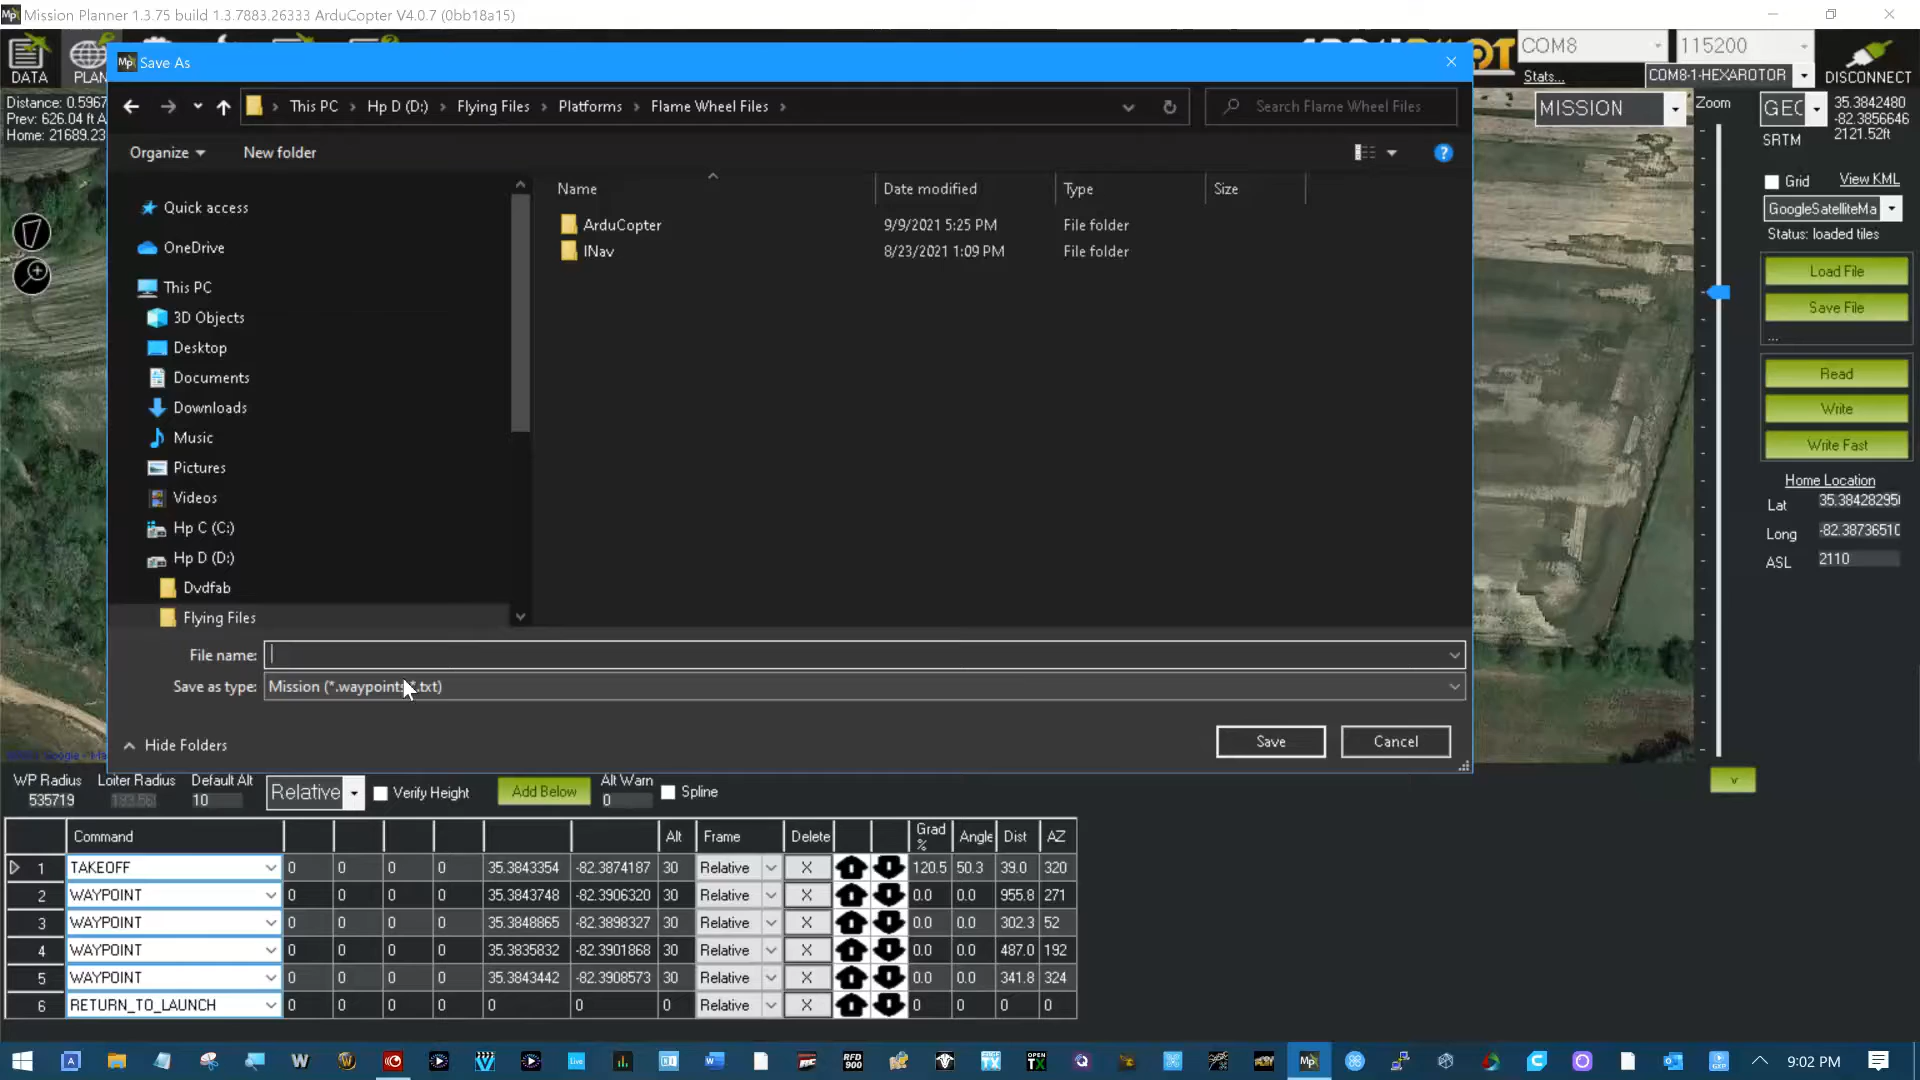 Mission Planner 1.3.75 build 1.3.7883.26333 ArduCopter V4.0.7 (0bb18a15)
DATA
PLAN
COM8
115200
Stats...
COM8-1-HEXAROTOR
DISCONNECT
Save As
This PC > Hp D (D:) > Flying Files > Platforms > Flame Wheel Files >
Search Flame Wheel Files
Organize
New folder
Distance: 0.5967
Prev: 626.04 ft A
Home: 21689.23
MISSION
Zoom
GEO
35.3842480
-82.3856646
2121.52ft
SRTM
Grid
View KML
GoogleSatelliteMa
Status: loaded tiles
Load File
Save File
...
Read
Write
Write Fast
Home Location
Lat 35.384282950
Long -82.38736510
ASL 2110
Quick access
OneDrive
This PC
3D Objects
Desktop
Documents
Downloads
Music
Pictures
Videos
Hp C (C:)
Hp D (D:)
Dvdfab
Flying Files
Name Date modified Type Size
ArduCopter 9/9/2021 5:25 PM File folder
INav 8/23/2021 1:09 PM File folder
File name:
Save as type: Mission (*.waypoints;*.txt)
Hide Folders
Save
Cancel
WP Radius Loiter Radius Default Alt
535719 10
Relative
Verify Height
Add Below
Alt Warn
0
Spline
v
Command Alt Frame Delete Grad % Angle Dist AZ
1 TAKEOFF 0 0 0 0 35.3843354 -82.3874187 30 Relative X 120.5 50.3 39.0 320
2 WAYPOINT 0 0 0 0 35.3843748 -82.3906320 30 Relative X 0.0 0.0 955.8 271
3 WAYPOINT 0 0 0 0 35.3848865 -82.3898327 30 Relative X 0.0 0.0 302.3 52
4 WAYPOINT 0 0 0 0 35.3835832 -82.3901868 30 Relative X 0.0 0.0 487.0 192
5 WAYPOINT 0 0 0 0 35.3843442 -82.3908573 30 Relative X 0.0 0.0 341.8 324
6 RETURN_TO_LAUNCH 0 0 0 0 0 0 0 Relative X 0 0 0 0
9:02 PM